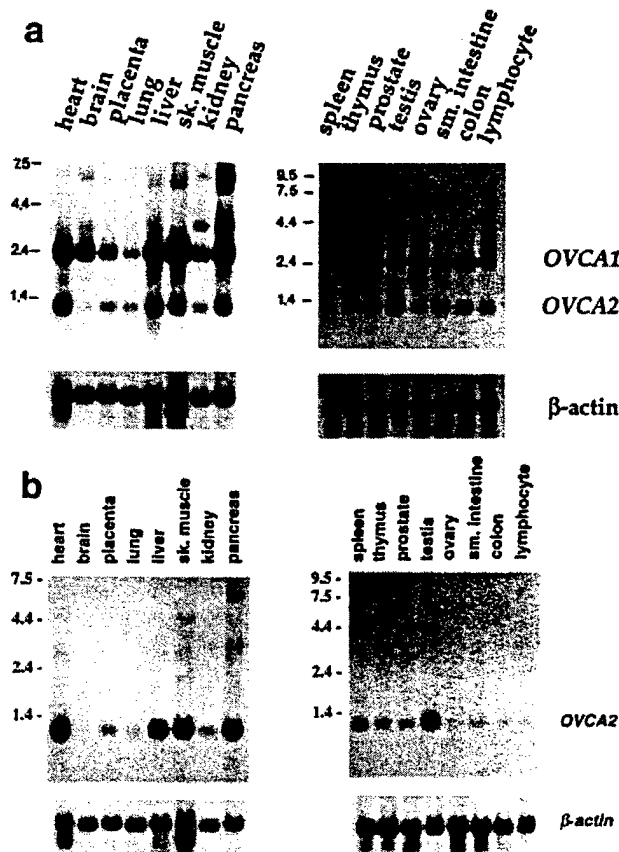 a
heart
brain
placenta
lung
liver
sk. muscle
kidney
pancreas
spleen
thymus
prostate
testis
ovary
sm. intestine
colon
lymphocyte
7.5
4.4
2.4
1.4
9.5
7.5
4.4
2.4
1.4
OVCA1
OVCA2
β-actin
b
heart
brain
placenta
lung
liver
sk. muscle
kidney
pancreas
spleen
thymus
prostate
testis
ovary
sm. intestine
colon
lymphocyte
7.5
4.4
2.4
1.4
9.5
7.5
4.4
2.4
1.4
OVCA2
β-actin